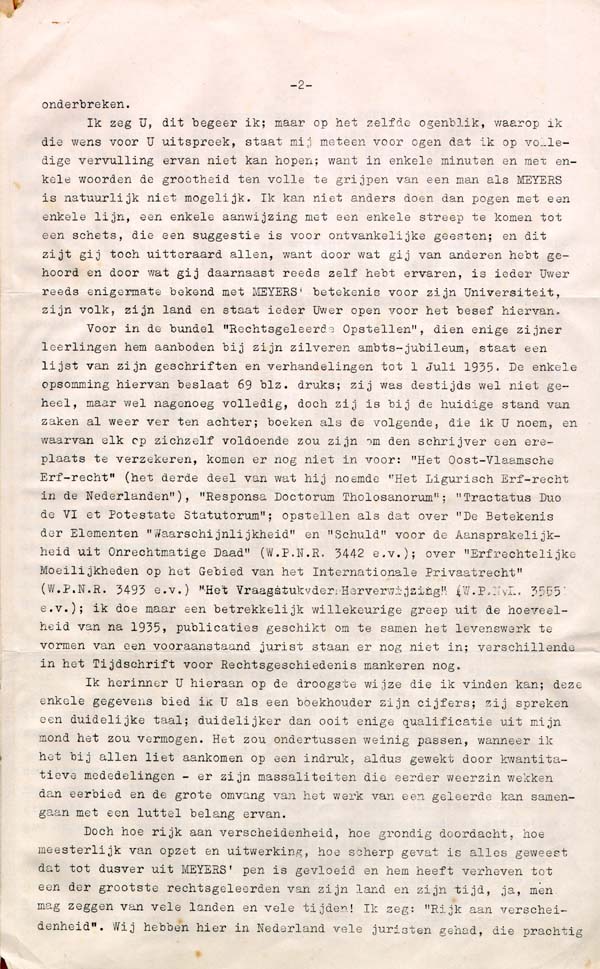 -2-
onderbreken.
Ik zeg U, dit begeer ik; maar op het zelfde ogenblik, waarop ik
die wens voor U uitspreek, staat mij meteen voor ogen dat ik op volle-
dige vervulling ervan niet kan hopen; want in enkele minuten en met en-
kele woorden de grootheid ten volle te grijpen van een man als MEYERS
is natuurlijk niet mogelijk. Ik kan niet anders doen dan pogen met een
enkele lijn, een enkele aanwijzing met een enkele streep te komen tot
een schets, die een suggestie is voor ontvankelijke geesten; en dit
zijt gij toch uitteraard allen, want door wat gij van anderen hebt ge-
hoord en door wat gij daarnaast reeds zelf hebt ervaren, is ieder Uwer
reeds enigermate bekend met MEYERS' betekenis voor zijn Universiteit,
zijn volk, zijn land en staat ieder Uwer open voor het besef hiervan.
Voor in de bundel "Rechtsgeleerde Opstellen", dien enige zijner
leerlingen hem aanboden bij zijn zilveren ambts-jubileum, staat een
lijst van zijn geschriften en verhandelingen tot 1 Juli 1935. De enkele
opsomming hiervan beslaat 69 blz. druks; zij was destijds wel niet ge-
heel, maar wel nagenoeg volledig, doch zij is bij de huidige stand van
zaken al weer ver ten achter; boeken als de volgende, die ik U noem, en
waarvan elk op zichzelf voldoende zou zijn om den schrijver een ere-
plaats te verzekeren, komen er nog niet in voor: "Het Oost-Vlaamsche
Erf-recht" (het derde deel van wat hij noemde "Het Ligurisch Erf-recht
in de Nederlanden"), "Responsa Doctorum Tholosanorum"; "Tractatus Duo
de VI et Potestate Statutorum"; opstellen als dat over "De Betekenis
der Elementen "Waarschijnlijkheid" en "Schuld" voor de Aansprakelijk-
heid uit Onrechtmatige Daad" (W.P.N.R. 3442 e.v.); over "Erfrechtelijke
Moeilijkheden op het Gebied van het Internationale Privaatrecht"
(W.P.N.R. 3493 e.v.) "Het Vraagstuk der Herverwijzing"
e.v.); ik doe maar een betrekkelijk willekeurige greep uit de hoeveel-
heid van na 1935, publicaties geschikt om te samen het levenswerk te
vormen van een vooraanstaand jurist staan er nog niet in; verschillende
in het Tijdschrift voor Rechtsgeschiedenis mankeren nog.
Ik herinner U hieraan op de droogste wijze die ik vinden kan; deze
enkele gegevens bied ik U als een boekhouder zijn cijfers; zij spreken
een duidelijke taal; duidelijker dan ooit enige qualificatie uit mijn
mond het zou vermogen. Het zou ondertussen weinig passen, wanneer ik
het bij allen liet aankomen op een indruk, aldus gewekt door kwantita-
tieve mededelingen - er zijn massaliteiten die eerder weerzin wekken
dan eerbied en de grote omvang van het werk van een geleerde kan samen-
gaan met een luttel belang ervan.
Doch hoe rijk aan verscheidenheid, hoe grondig doordacht, hoe
meesterlijk van opzet en uitwerking, hoe scherp gevat is alles geweest
dat tot dusver uit MEYERS' pen is gevloeid en hem heeft verheven tot
een der grootste rechtsgeleerden van zijn land en zijn tijd, ja, men
mag zeggen van vele landen en vele tijden! Ik zeg: "Rijk aan verschei-
denheid". Wij hebben hier in Nederland vele juristen gehad, die prachtig